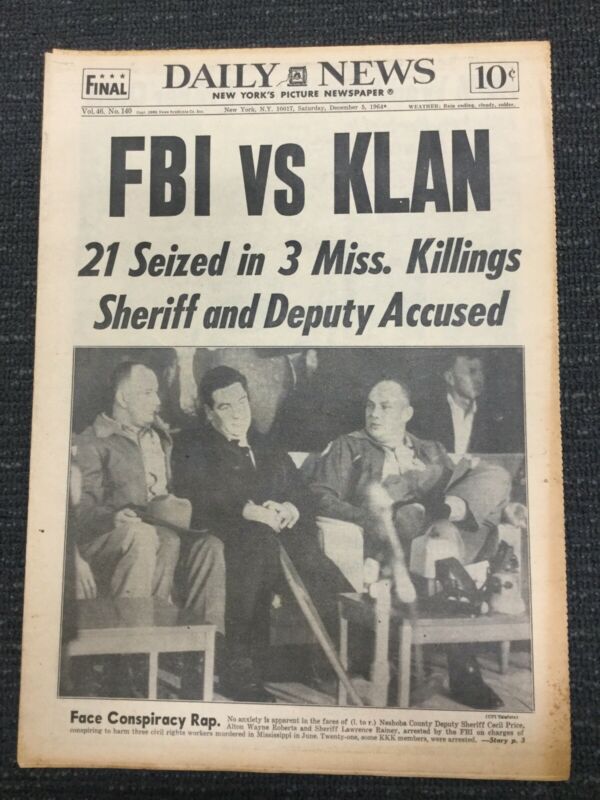 FINAL
DAILY NEWS
NEW YORK'S PICTURE NEWSPAPER ®
10¢
Vol. 46. No. 140
New York, N.Y. 10017, Saturday, December 5, 1964*
WEATHER: Rain ending, cloudy, colder.
FBI VS KLAN
21 Seized in 3 Miss. Killings
Sheriff and Deputy Accused
(UPI Telefoto)
Face Conspiracy Rap. No anxiety is apparent in the faces of (l. to r.) Neshoba County Deputy Sheriff Cecil Price,
Alton Wayne Roberts and Sheriff Lawrence Rainey, arrested by the FBI on charges of
conspiring to harm three civil rights workers murdered in Mississippi in June. Twenty-one, some KKK members, were arrested. —Story p. 3